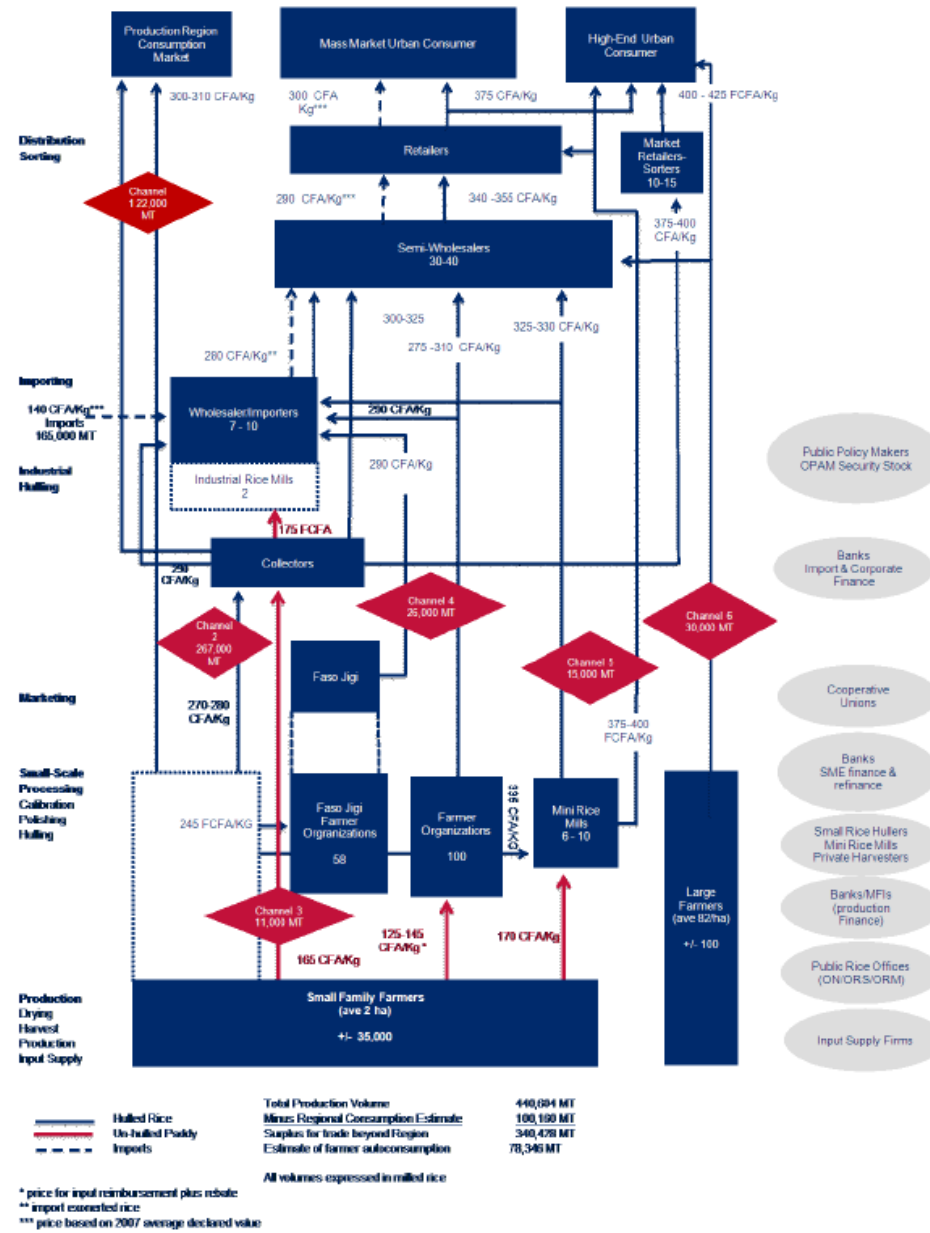 Production Region
Consumption
Market
Mass Market Urban Consumer
High-End Urban
Consumer
300-310 CFA/Kg
300 CFA
Kg***
375 CFA/Kg
400 - 425 FCFA/Kg
Distribution
Sorting
Retailers
Market
Retailers-
Sorters
10-15
Channel
1 22,000
MT
290 CFA/Kg***
340 -355 CFA/Kg
375-400
CFA/Kg
Semi-Wholesalers
30-40
300-325
275 -310 CFA/Kg
325-330 CFA/Kg
280 CFA/Kg**
Importing
140 CFA/Kg***
Imports
165,000 MT
Wholesaler/Importers
7 - 10
290 CFA/Kg
290 CFA/Kg
Public Policy Makers
OPAM Security Stock
Industrial
Hulling
Industrial Rice Mills
2
175 FCFA
Collectors
290
CFA/Kg
Banks
Import & Corporate
Finance
Channel
2
267,000
MT
Channel 4
26,000 MT
Channel 5
15,000 MT
Channel 6
30,000 MT
Marketing
Faso Jigi
270-280
CFA/Kg
375-400
FCFA/Kg
Cooperative
Unions
Small-Scale
Processing
Calibration
Polishing
Hulling
245 FCFA/KG
Faso Jigi
Farmer
Organizations
58
Farmer
Organizations
100
CFA/KG
Mini Rice
Mills
6 - 10
Banks
SME finance &
refinance
Small Rice Hullers
Mini Rice Mills
Private Harvesters
Large
Farmers
(ave 82/ha)
+/- 100
Banks/MFIs
(production
Finance)
Channel 3
11,000 MT
165 CFA/Kg
125-145
CFA/Kg *
170 CFA/Kg
Public Rice Offices
(ON/ORS/ORM)
Production
Drying
Harvest
Production
Input Supply
Small Family Farmers
(ave 2 ha)
+/- 35,000
Input Supply Firms
Hulled Rice
Un-hulled Paddy
Imports
Total Production Volume 440,604 MT
Minus Regional Consumption Estimate 100,160 MT
Surplus for trade beyond Region 340,478 MT
Estimate of farmer autoconsumption 78,346 MT
All volumes expressed in milled rice
* price for input reimbursement plus rebate
** import exonerted rice
*** price based on 2007 average declared value